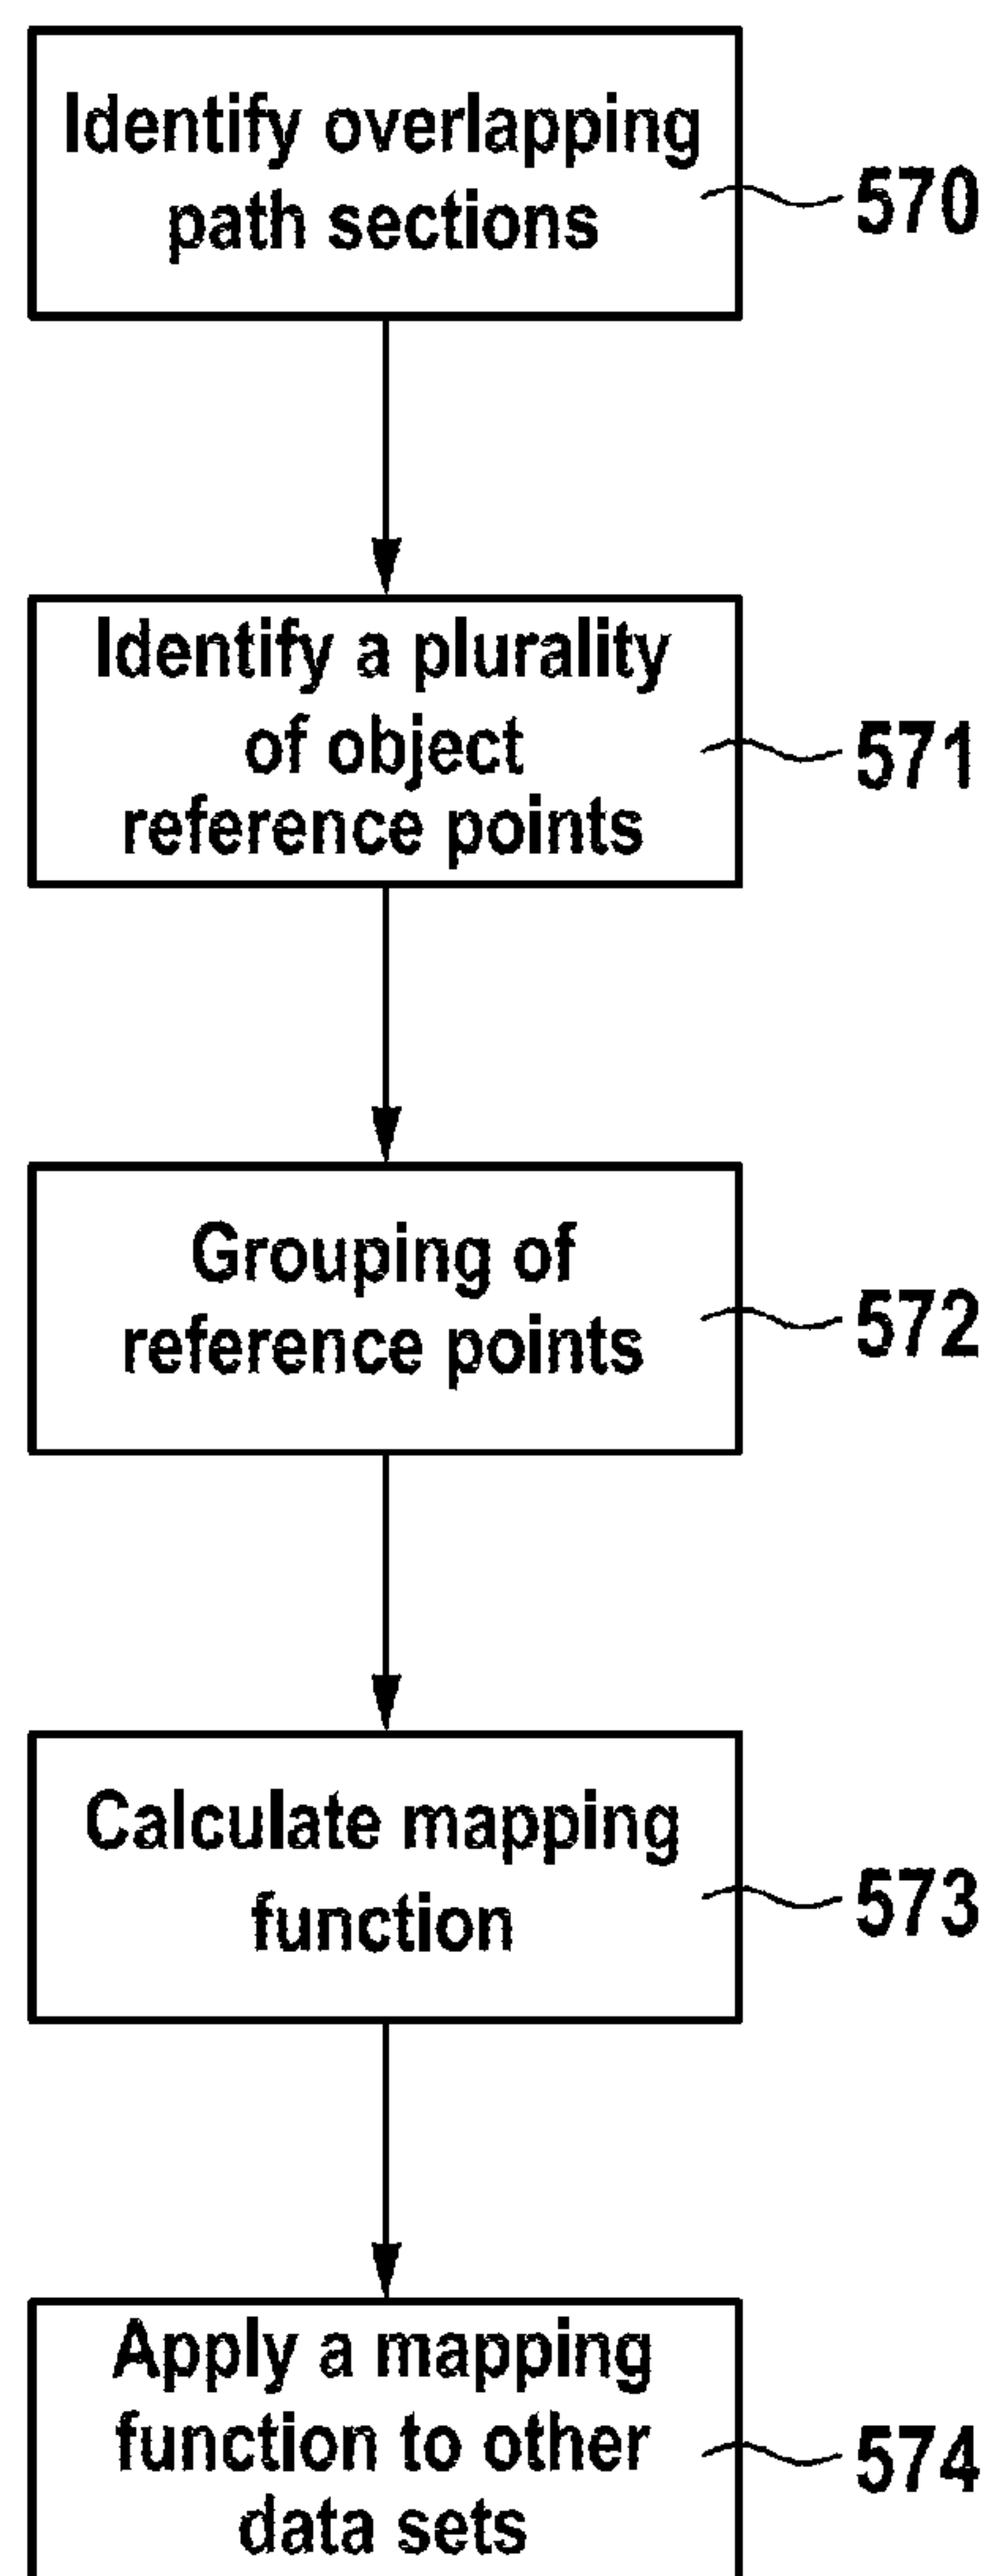 Identify overlapping
path sections
570
Identify a plurality
of object
reference points
571
Grouping of
reference points
572
Calculate mapping
function
573
Apply a mapping
function to other
data sets
574